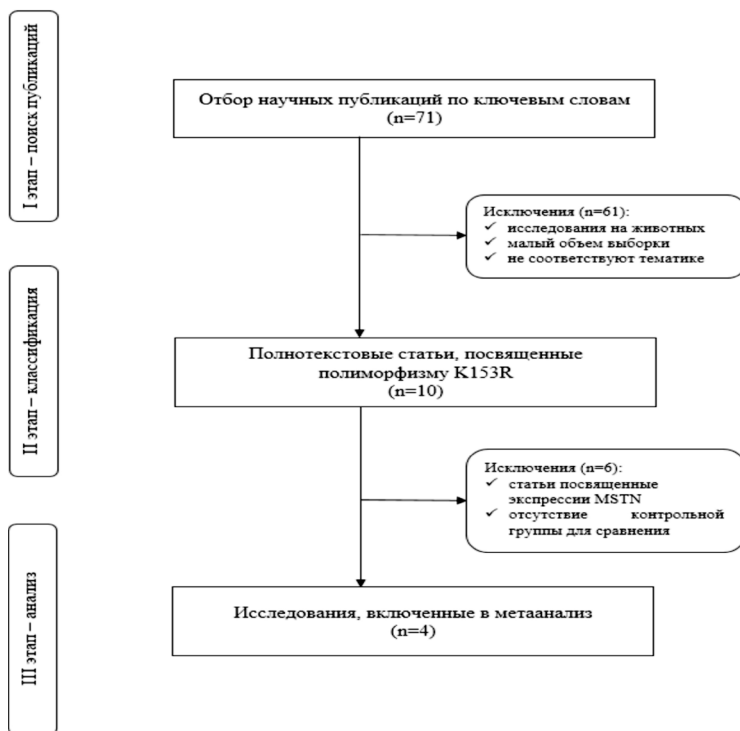 I этап – поиск публикаций
Отбор научных публикаций по ключевым словам
(n=71)
Исключения (n=61):
✓ исследования на животных
✓ малый объем выборки
✓ не соответствуют тематике
II этап – классификация
Полнотекстовые статьи, посвященные
полиморфизму K153R
(n=10)
Исключения (n=6):
✓ статьи посвященные
экспрессии MSTN
✓ отсутствие контрольной
группы для сравнения
III этап – анализ
Исследования, включенные в метаанализ
(n=4)